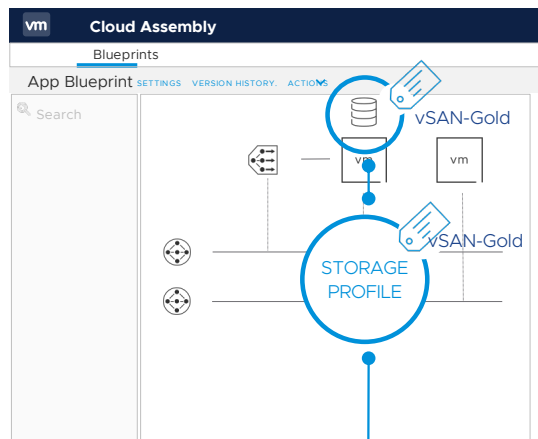 vm Cloud Assembly
Blueprints
App Blueprint SETTINGS VERSION HISTORY. ACTIONS
Search
vSAN-Gold
vm
vm
vSAN-Gold
STORAGE
PROFILE